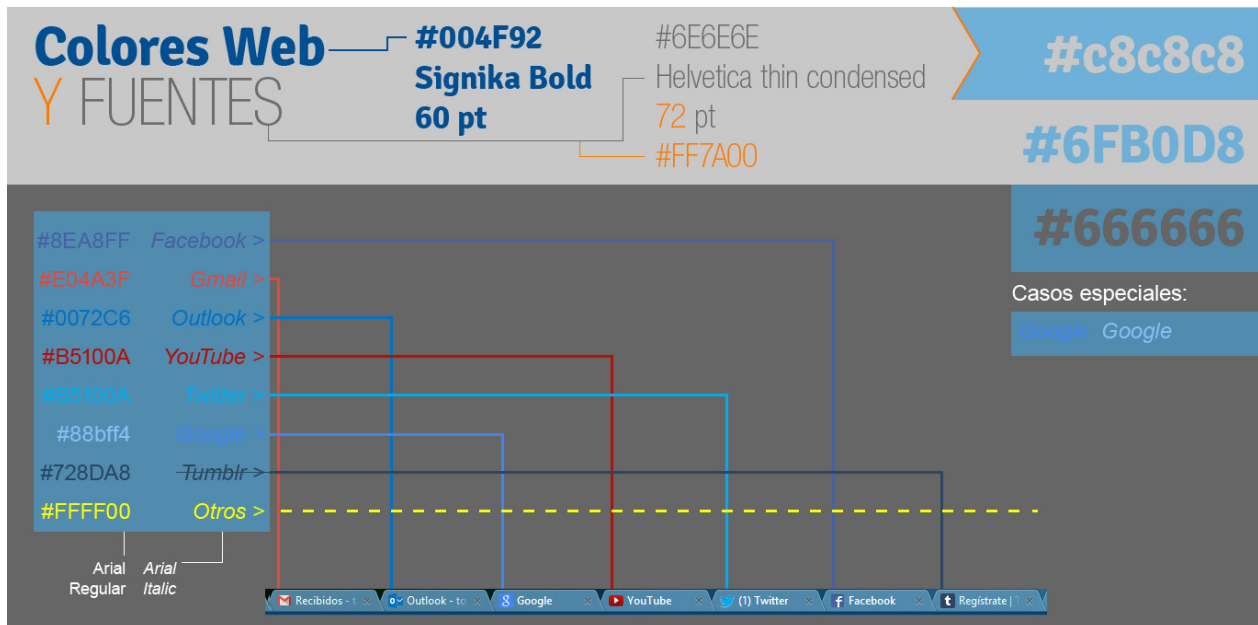 Colores Web
Y FUENTES
#004F92
Signika Bold
60 pt
#6E6E6E
Helvetica thin condensed
72 pt
#FF7A00
#c8c8c8
#6FB0D8
#666666
Casos especiales:
Google Google
#8EA8FF Facebook >
#E04A3F Gmail >
#0072C6 Outlook >
#B5100A YouTube >
#B5100A Twitter >
#88bff4 Google >
#728DA8 Tumblr >
#FFFF00 Otros >
Arial Regular
Arial Italic
Recibidos - t
Outlook - to
Google
YouTube
(1) Twitter
Facebook
Regístrate |